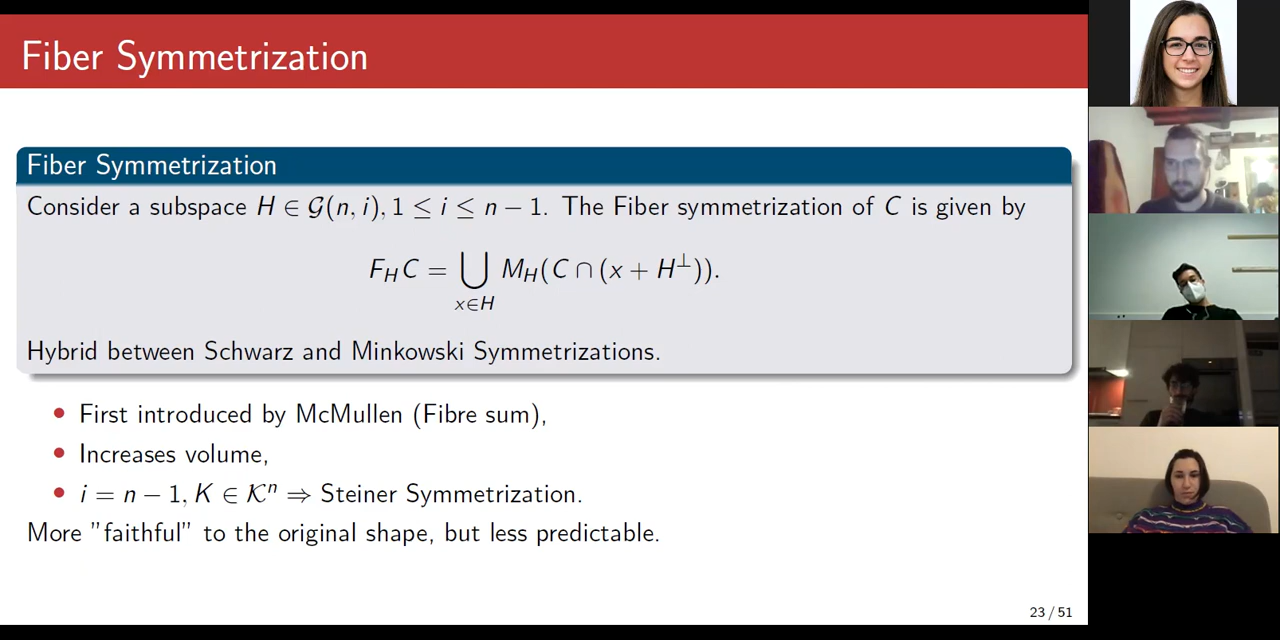 Fiber Symmetrization
Fiber Symmetrization
Consider a subspace H ∈ 𝒢(n, i), 1 ≤ i ≤ n − 1. The Fiber symmetrization of C is given by
F_H C = ⋃_{x∈H} M_H(C ∩ (x + H^⊥)).
Hybrid between Schwarz and Minkowski Symmetrizations.
• First introduced by McMullen (Fibre sum),
• Increases volume,
• i = n − 1, K ∈ 𝒦^n ⇒ Steiner Symmetrization.
More ”faithful” to the original shape, but less predictable.
23 / 51